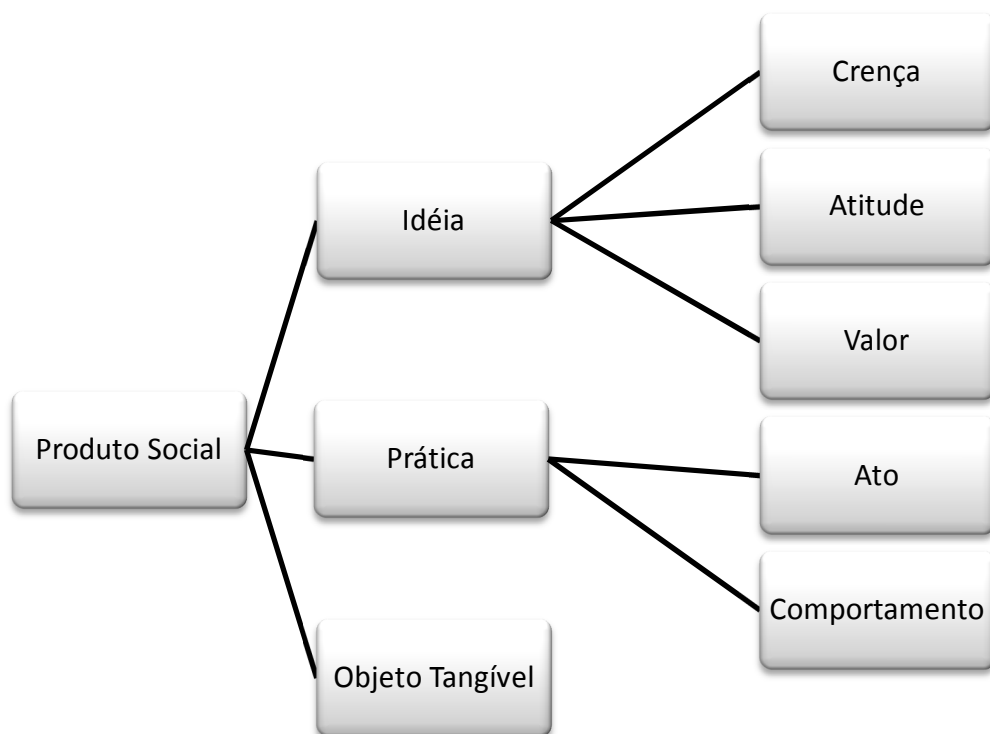 Produto Social
Idéia
Crença
Atitude
Valor
Prática
Ato
Comportamento
Objeto Tangível